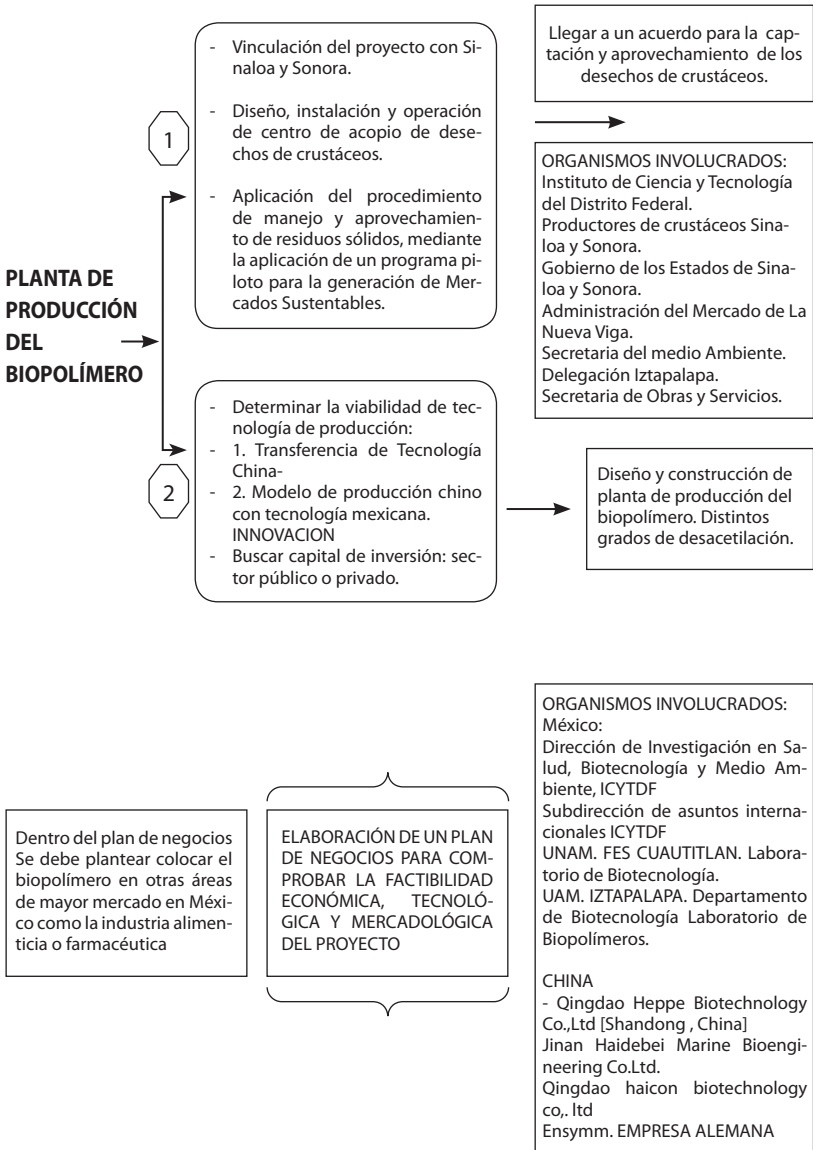 PLANTA DE
PRODUCCIÓN
DEL
BIOPOLÍMERO
1
- Vinculación del proyecto con Si-
naloa y Sonora.
- Diseño, instalación y operación
de centro de acopio de dese-
chos de crustáceos.
- Aplicación del procedimiento
de manejo y aprovechamien-
to de residuos sólidos, mediante
la aplicación de un programa pi-
loto para la generación de Mer-
cados Sustentables.
Llegar a un acuerdo para la cap-
tación y aprovechamiento de los
desechos de crustáceos.
ORGANISMOS INVOLUCRADOS:
Instituto de Ciencia y Tecnología
del Distrito Federal.
Productores de crustáceos Sina-
loa y Sonora.
Gobierno de los Estados de Sina-
loa y Sonora.
Administración del Mercado de La
Nueva Viga.
Secretaria del medio Ambiente.
Delegación Iztapalapa.
Secretaria de Obras y Servicios.
2
- Determinar la viabilidad de tec-
nología de producción:
- 1. Transferencia de Tecnología
China-
- 2. Modelo de producción chino
con tecnología mexicana.
INNOVACION
- Buscar capital de inversión: sec-
tor público o privado.
Diseño y construcción de
planta de producción del
biopolímero. Distintos
grados de desacetilación.
Dentro del plan de negocios
Se debe plantear colocar el
biopolímero en otras áreas
de mayor mercado en Méxi-
co como la industria alimen-
ticia o farmacéutica
ELABORACIÓN DE UN PLAN
DE NEGOCIOS PARA COM-
PROBAR LA FACTIBILIDAD
ECONÓMICA, TECNOLÓ-
GICA Y MERCADOLÓGICA
DEL PROYECTO
ORGANISMOS INVOLUCRADOS:
México:
Dirección de Investigación en Sa-
lud, Biotecnología y Medio Am-
biente, ICYTDF
Subdirección de asuntos interna-
cionales ICYTDF
UNAM. FES CUAUTITLAN. Labora-
torio de Biotecnología.
UAM. IZTAPALAPA. Departamento
de Biotecnología Laboratorio de
Biopolímeros.
CHINA
- Qingdao Heppe Biotechnology
Co.,Ltd [Shandong , China]
Jinan Haidebei Marine Bioengi-
neering Co.Ltd.
Qingdao haicon biotechnology
co,. ltd
Ensymm. EMPRESA ALEMANA